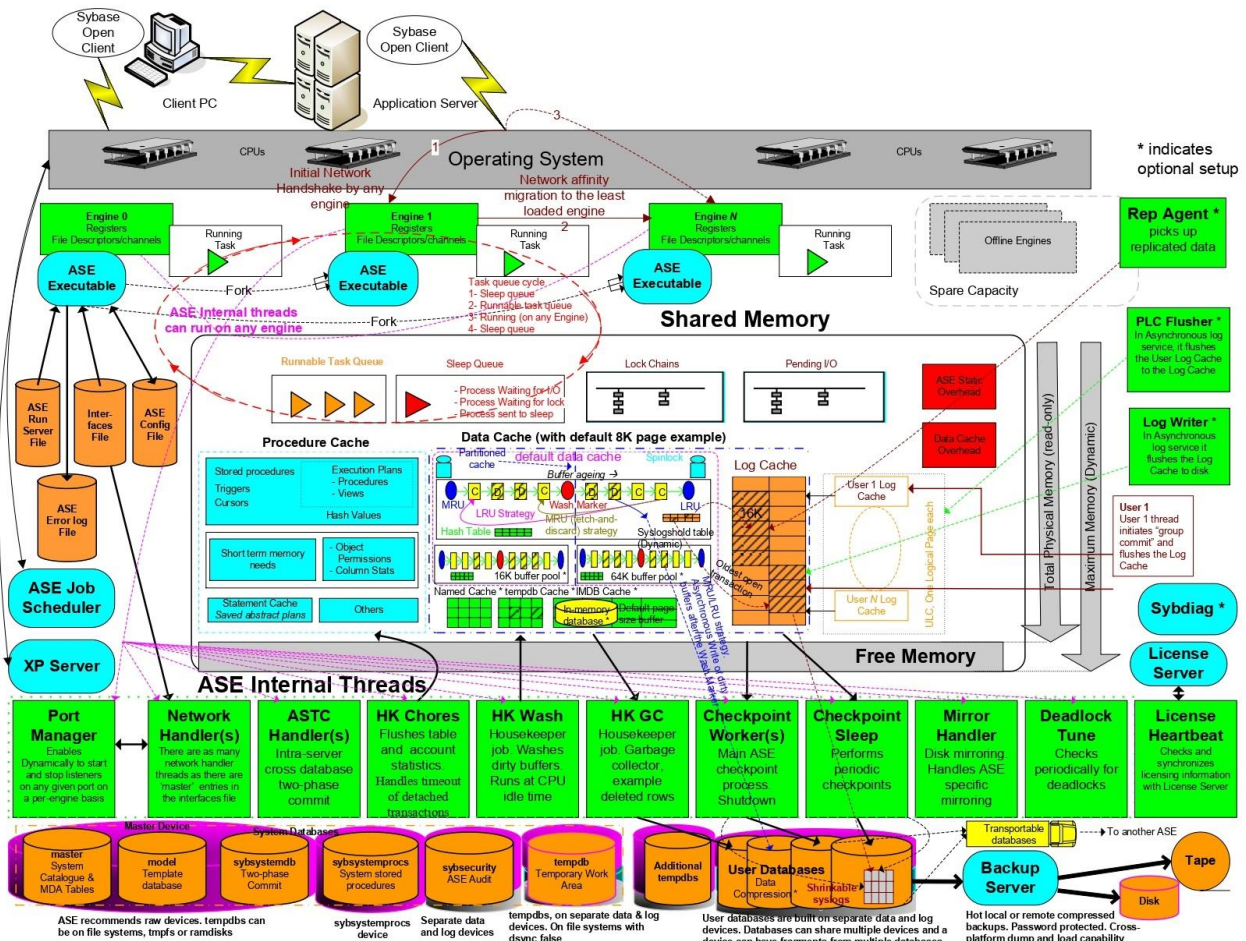 Sybase
Open
Client
Client PC
Application Server
Sybase
Open Client
3
CPUs
1
Operating System
CPUs
* indicates
optional setup
Initial Network
Handshake by any
engine
Network affinity
migration to the least
loaded engine
2
Engine 0
Registers
File Descriptors/channels
Running
Task
Engine 1
Registers
File Descriptors/channels
Running
Task
Engine N
Registers
File Descriptors/channels
Running
Task
Offline Engines
Spare Capacity
Rep Agent *
picks up
replicated data
ASE
Executable
ASE
Executable
ASE
Executable
Fork
Fork
ASE Internal threads
can run on any engine
Task queue cycle
1- Sleep queue
2- Runnable task queue
3- Running (on any Engine)
4- Sleep queue
Shared Memory
PLC Flusher *
In Asynchronous log
service, it flushes
the User Log Cache
to the Log Cache
Log Writer *
In Asynchronous
log service it
flushes the Log
Cache to disk
User 1
User 1 thread
initiates "group
commit" and
flushes the Log
Cache
Sybdiag *
License
Server
Runnable Task Queue
Sleep Queue
- Process Waiting for I/O
- Process Waiting for lock
- Process sent to sleep
Lock Chains
Pending I/O
ASE Static
Overhead
Data Cache
Overhead
Total Physical Memory (read-only)
Maximum Memory (Dynamic)
ASE
Run
Server
File
Inter-
faces
File
ASE
Config
File
ASE
Error log
File
ASE Job
Scheduler
XP Server
Procedure Cache
Stored procedures
Triggers
Cursors
Execution Plans
- Procedures
- Views
Hash Values
Short term memory
needs
- Object
Permissions
- Column Stats
Statement Cache
Saved abstract plans
Others
Data Cache (with default 8K page example)
Partitioned
cache
default data cache
Spinlock
Buffer ageing →
C D D C D D C C
MRU
Wash Marker
LRU
LRU Strategy
MRU (fetch-and-
discard) strategy
Hash Table
Syslogshold table
(Dynamic)
16K buffer pool
64K buffer pool *
Named Cache * tempdb Cache *IMDB Cache *
In-memory
database *
Default page
size buffer
Log Cache
16K
Oldest open
transaction
MRU/LRU strategy.
Asynchronous Write or dirty
buffers after the Wash Marker
User 1 Log
Cache
User N Log
Cache
ULC, One Logical Page each
Free Memory
ASE Internal Threads
Port
Manager
Enables
Dynamically to start
and stop listeners
on any given port on
a per-engine basis
Network
Handler(s)
There are as many
network handler
threads as there are
'master' entries in
the interfaces file
ASTC
Handler(s)
Intra-server
cross database
two-phase
commit
HK Chores
Flushes table
and account
statistics.
Handles timeout
of detached
transactions
HK Wash
Housekeeper
job. Washes
dirty buffers.
Runs at CPU
idle time
HK GC
Housekeeper
job. Garbage
collector,
example
deleted rows
Checkpoint
Worker(s)
Main ASE
checkpoint
process.
Shutdown
Checkpoint
Sleep
Performs
periodic
checkpoints
Mirror
Handler
Disk mirroring.
Handles ASE
specific
mirroring
Deadlock
Tune
Checks
periodically for
deadlocks
License
Heartbeat
Checks and
synchronizes
licensing information
with License Server
Master Device
System Databases
master
System
Catalogue &
MDA Tables
model
Template
database
sybsystemdb
Two-phase
Commit
sybsystemprocs
System stored
procedures
sybsecurity
ASE Audit
tempdb
Temporary Work
Area
Additional
tempdbs
User Databases
Data
Compression *
Shrinkable
syslogs
Transportable
databases
To another ASE
Backup
Server
Tape
Disk
ASE recommends raw devices. tempdbs can
be on file systems, tmpfs or ramdisks
sybsystemprocs
device
Separate data
and log devices
tempdbs, on separate data & log
devices. On file systems with
dsync false
User databases are built on separate data and log
devices. Databases can share multiple devices and a
device can have fragments from multiple databases
Hot local or remote compressed
backups. Password protected. Cross-
platform dump and load capability